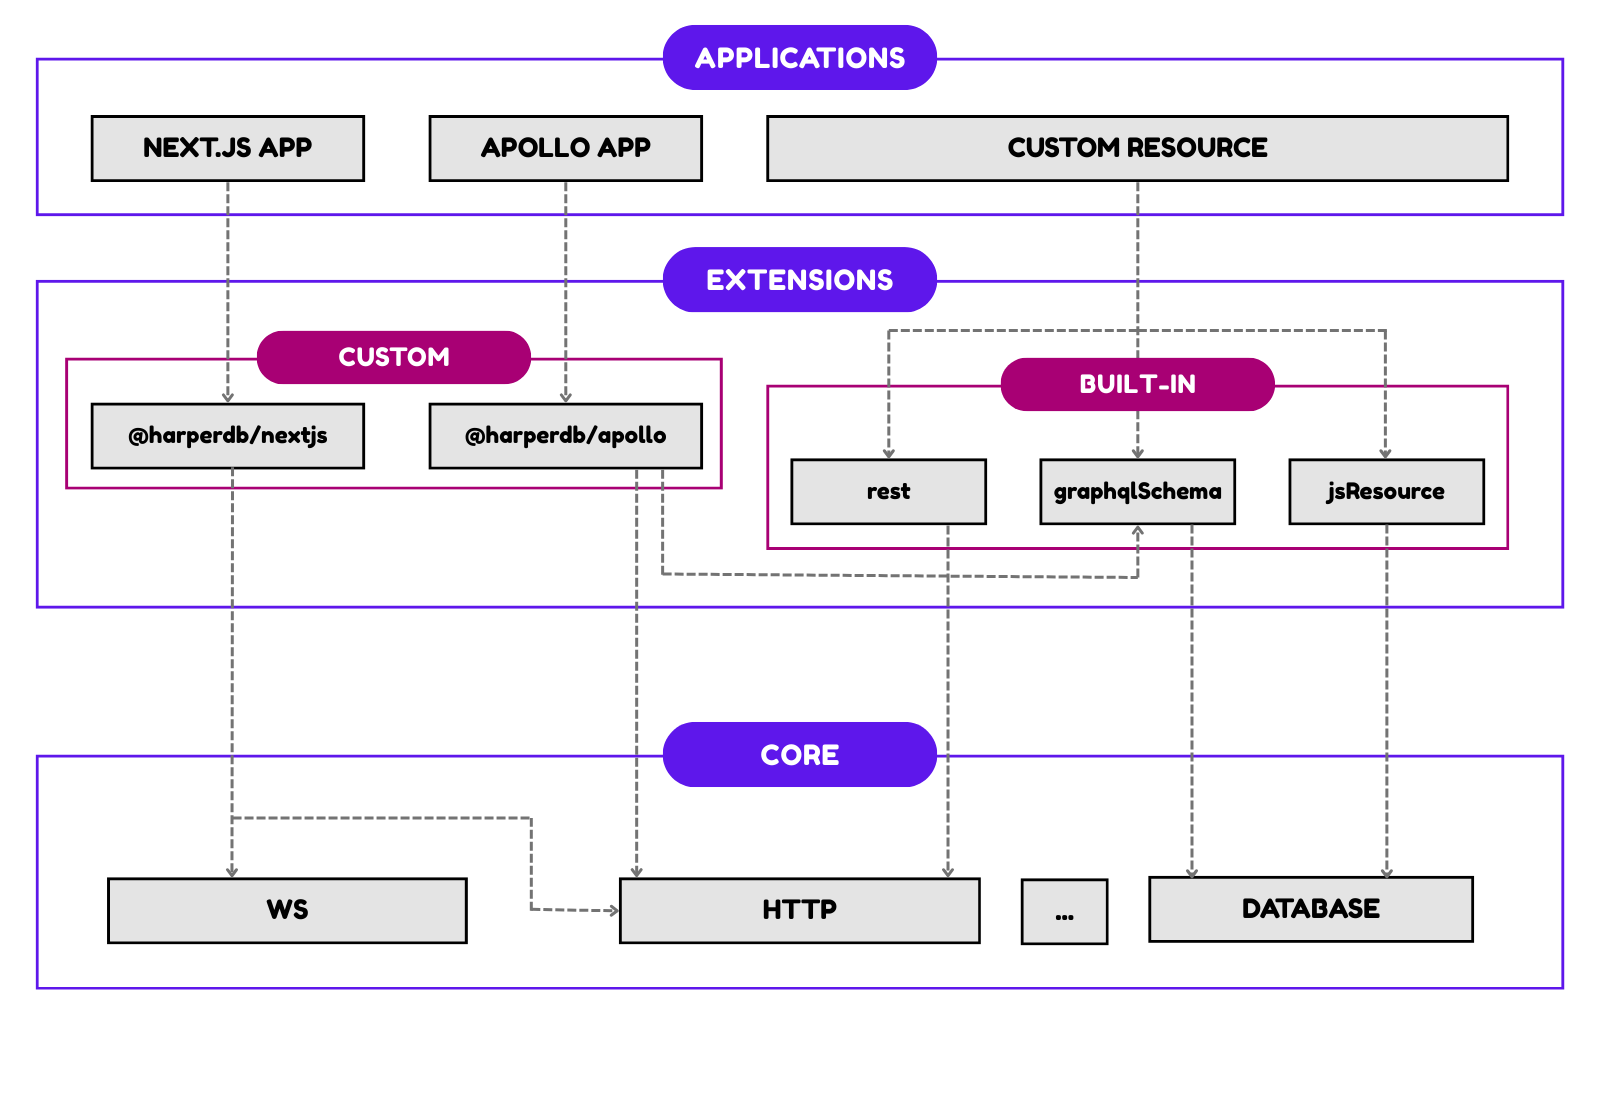 APPLICATIONS
NEXT.JS APP
APOLLO APP
CUSTOM RESOURCE
EXTENSIONS
CUSTOM
@harperdb/nextjs
@harperdb/apollo
BUILT-IN
rest
graphqlSchema
jsResource
CORE
WS
HTTP
...
DATABASE